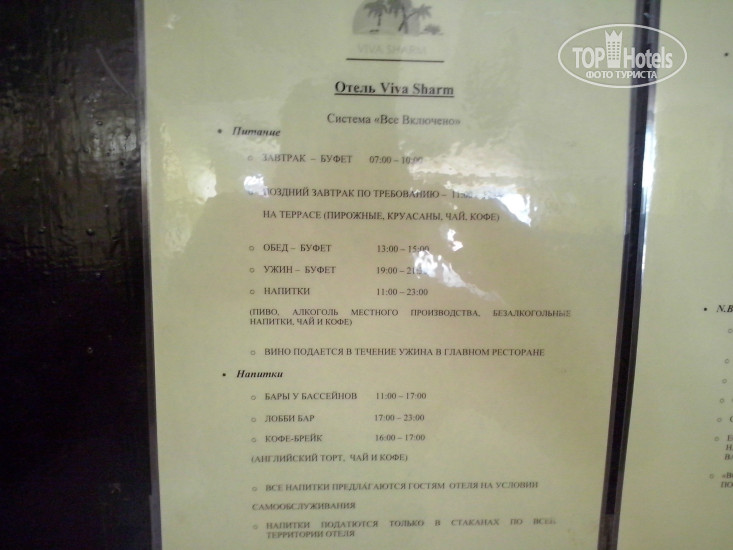 VIVA SHARM
TOP Hotels
ФОТО ТУРИСТА
Отель Viva Sharm
Система «Все Включено»
• Питание
o ЗАВТРАК – БУФЕТ 07:00 – 10:00
o ПОЗДНИЙ ЗАВТРАК ПО ТРЕБОВАНИЮ –
НА ТЕРРАСЕ (ПИРОЖНЫЕ, КРУАСАНЫ, ЧАЙ, КОФЕ)
o ОБЕД – БУФЕТ 13:00 – 15:00
o УЖИН – БУФЕТ 19:00 –
o НАПИТКИ 11:00 – 23:00
(ПИВО, АЛКОГОЛЬ МЕСТНОГО ПРОИЗВОДСТВА, БЕЗАЛКОГОЛЬНЫЕ
НАПИТКИ, ЧАЙ И КОФЕ)
o ВИНО ПОДАЕТСЯ В ТЕЧЕНИЕ УЖИНА В ГЛАВНОМ РЕСТОРАНЕ
• Напитки
o БАРЫ У БАССЕЙНОВ 11:00 – 17:00
o ЛОББИ БАР 17:00 – 23:00
o КОФЕ-БРЕЙК 16:00 – 17:00
(АНГЛИЙСКИЙ ТОРТ, ЧАЙ И КОФЕ)
o ВСЕ НАПИТКИ ПРЕДЛАГАЮТСЯ ГОСТЯМ ОТЕЛЯ НА УСЛОВИИ
САМООБСЛУЖИВАНИЯ
o НАПИТКИ ПОДАЮТСЯ ТОЛЬКО В СТАКАНАХ ПО ВСЕЙ
ТЕРРИТОРИИ ОТЕЛЯ
• N.B